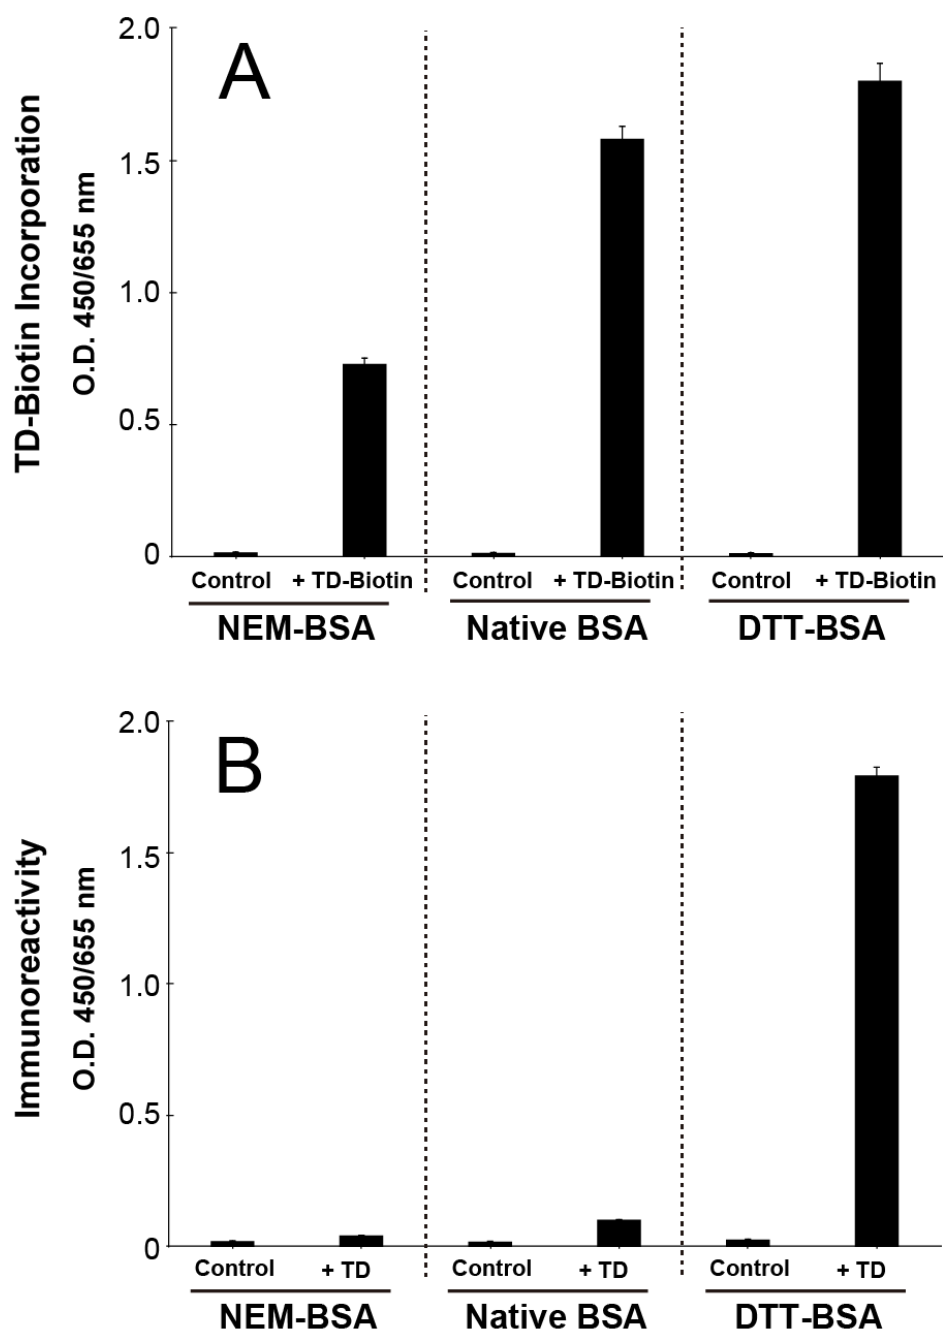 A
TD-Biotin Incorporation
O.D. 450/655 nm
2.0
1.5
1.0
0.5
0
Control + TD-Biotin Control + TD-Biotin Control + TD-Biotin
NEM-BSA Native BSA DTT-BSA
B
Immunoreactivity
O.D. 450/655 nm
2.0
1.5
1.0
0.5
0
Control + TD Control + TD Control + TD
NEM-BSA Native BSA DTT-BSA